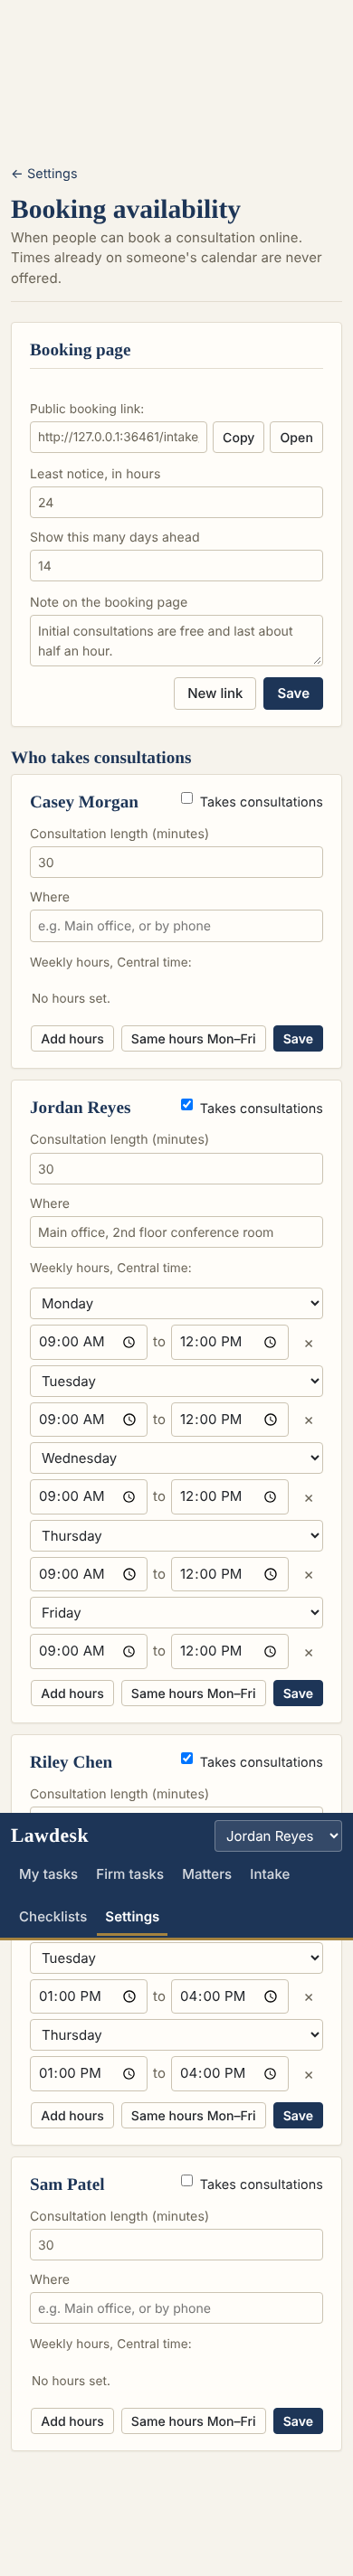 ← Settings
Booking availability
When people can book a consultation online.
Times already on someone's calendar are never
offered.
Booking page
Public booking link:
http://127.0.0.1:36461/intake
Copy
Open
Least notice, in hours
24
Show this many days ahead
14
Note on the booking page
Initial consultations are free and last about
half an hour.
New link
Save
Who takes consultations
Casey Morgan
Takes consultations
Consultation length (minutes)
30
Where
e.g. Main office, or by phone
Weekly hours, Central time:
No hours set.
Add hours
Same hours Mon–Fri
Save
Jordan Reyes
Takes consultations
Consultation length (minutes)
30
Where
Main office, 2nd floor conference room
Weekly hours, Central time:
Monday
09:00 AM to 12:00 PM ×
Tuesday
09:00 AM to 12:00 PM ×
Wednesday
09:00 AM to 12:00 PM ×
Thursday
09:00 AM to 12:00 PM ×
Friday
09:00 AM to 12:00 PM ×
Add hours
Same hours Mon–Fri
Save
Riley Chen
Takes consultations
Consultation length (minutes)
Lawdesk
Jordan Reyes
My tasks
Firm tasks
Matters
Intake
Checklists
Settings
Tuesday
01:00 PM to 04:00 PM ×
Thursday
01:00 PM to 04:00 PM ×
Add hours
Same hours Mon–Fri
Save
Sam Patel
Takes consultations
Consultation length (minutes)
30
Where
e.g. Main office, or by phone
Weekly hours, Central time:
No hours set.
Add hours
Same hours Mon–Fri
Save